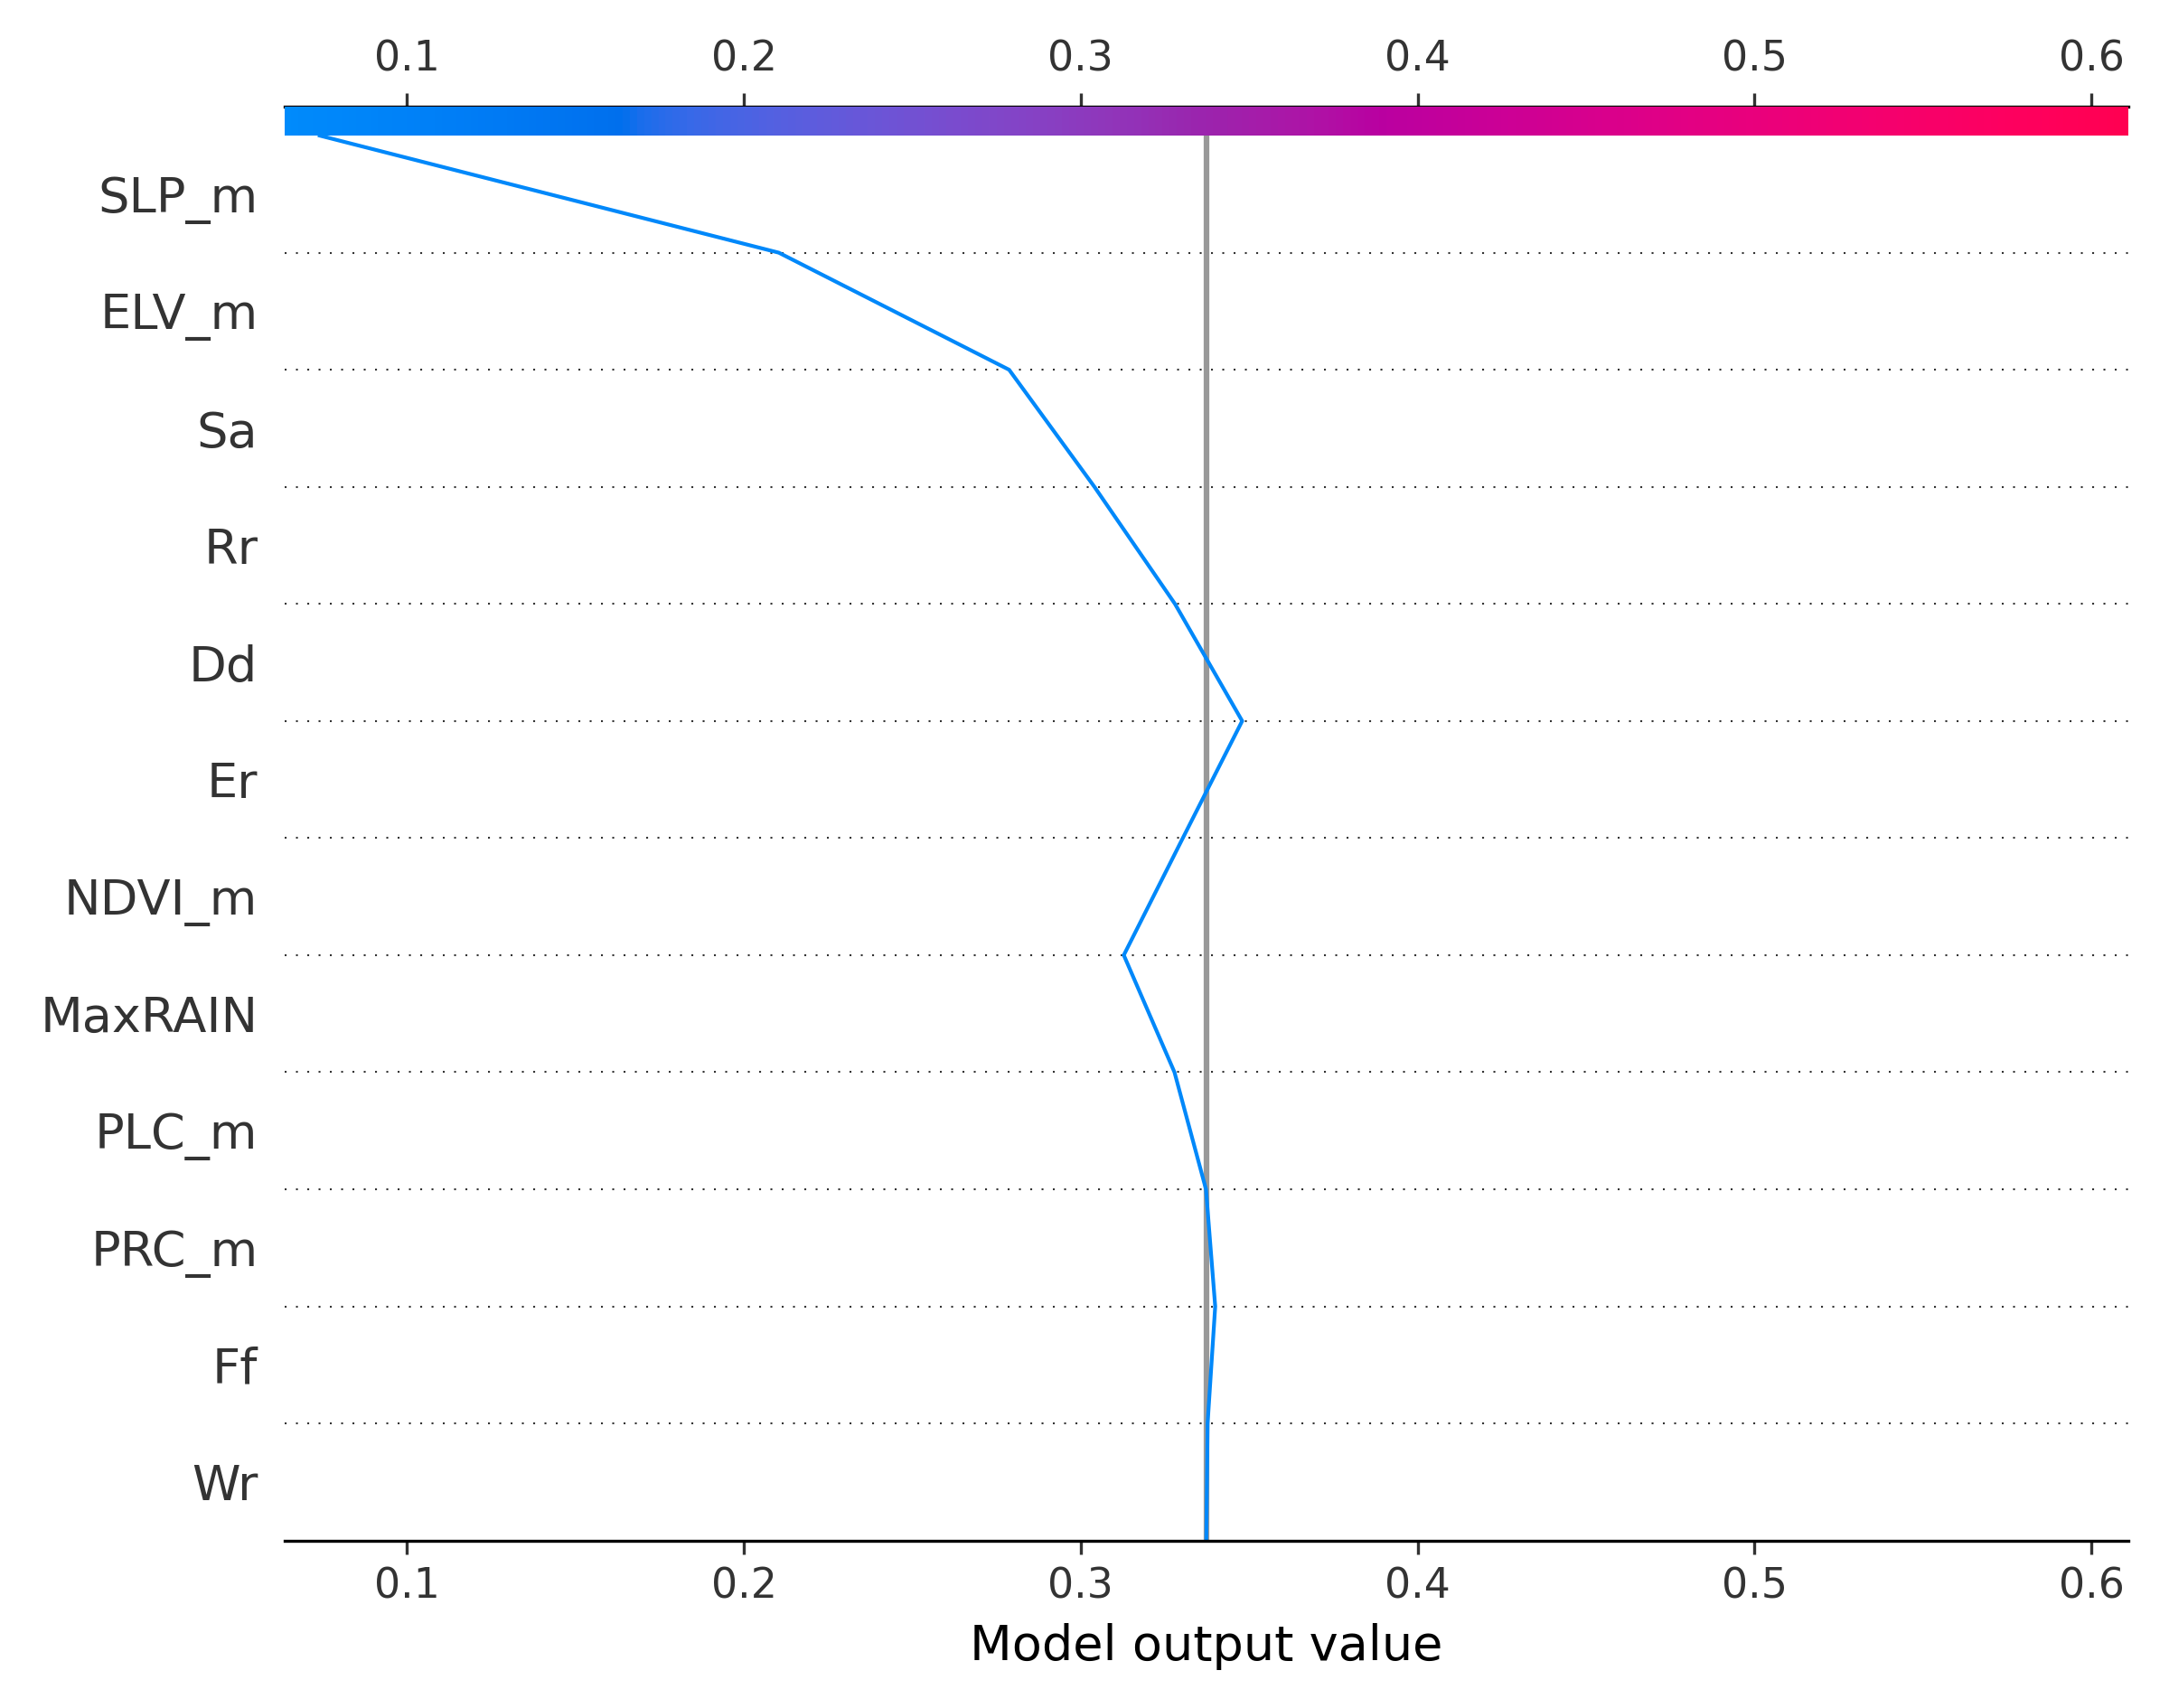 0.1 0.2 0.3 0.4 0.5 0.6
SLP_m
ELV_m
Sa
Rr
Dd
Er
NDVI_m
MaxRAIN
PLC_m
PRC_m
Ff
Wr
0.1 0.2 0.3 0.4 0.5 0.6
Model output value